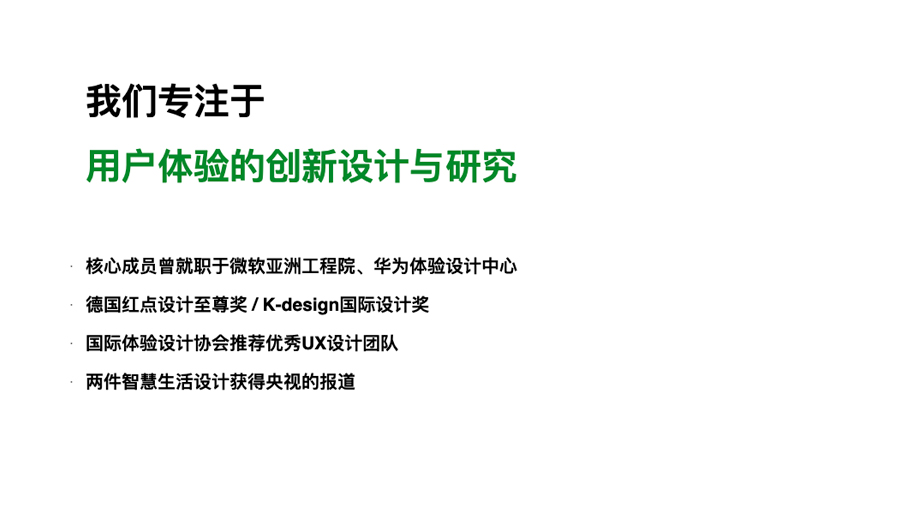 我们专注于
用户体验的创新设计与研究
· 核心成员曾就职于微软亚洲工程院、华为体验设计中心
· 德国红点设计至尊奖 / K-design国际设计奖
· 国际体验设计协会推荐优秀UX设计团队
· 两件智慧生活设计获得央视的报道